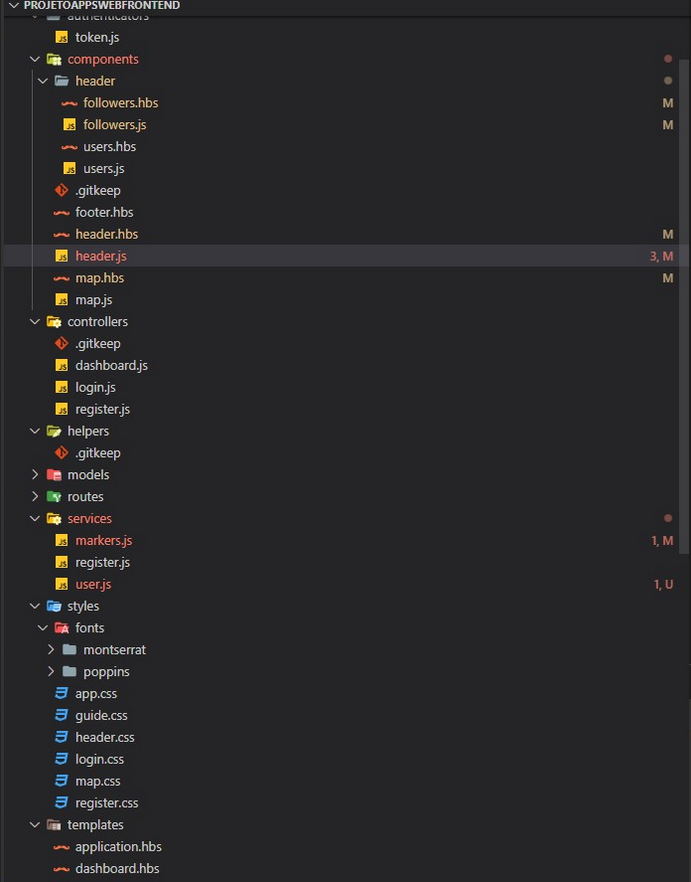 PROJETOAPPSWEBFRONTEND
authenticators
token.js
components
header
followers.hbs M
followers.js M
users.hbs
users.js
.gitkeep
footer.hbs
header.hbs M
header.js 3, M
map.hbs M
map.js
controllers
.gitkeep
dashboard.js
login.js
register.js
helpers
.gitkeep
models
routes
services
markers.js 1, M
register.js
user.js 1, U
styles
fonts
montserrat
poppins
app.css
guide.css
header.css
login.css
map.css
register.css
templates
application.hbs
dashboard.hbs